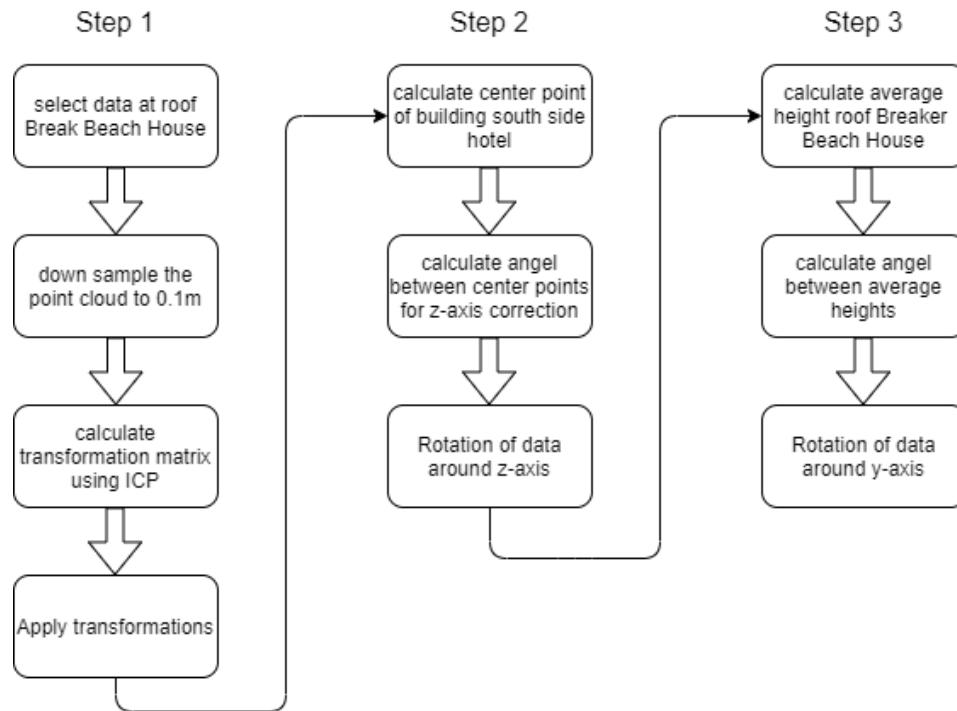 Step 1
select data at roof
Break Beach House
down sample the
point cloud to 0.1m
calculate
transformation matrix
using ICP
Apply transformations
Step 2
calculate center point
of building south side
hotel
calculate angel
between center points
for z-axis correction
Rotation of data
around z-axis
Step 3
calculate average
height roof Breaker
Beach House
calculate angel
between average
heights
Rotation of data
around y-axis